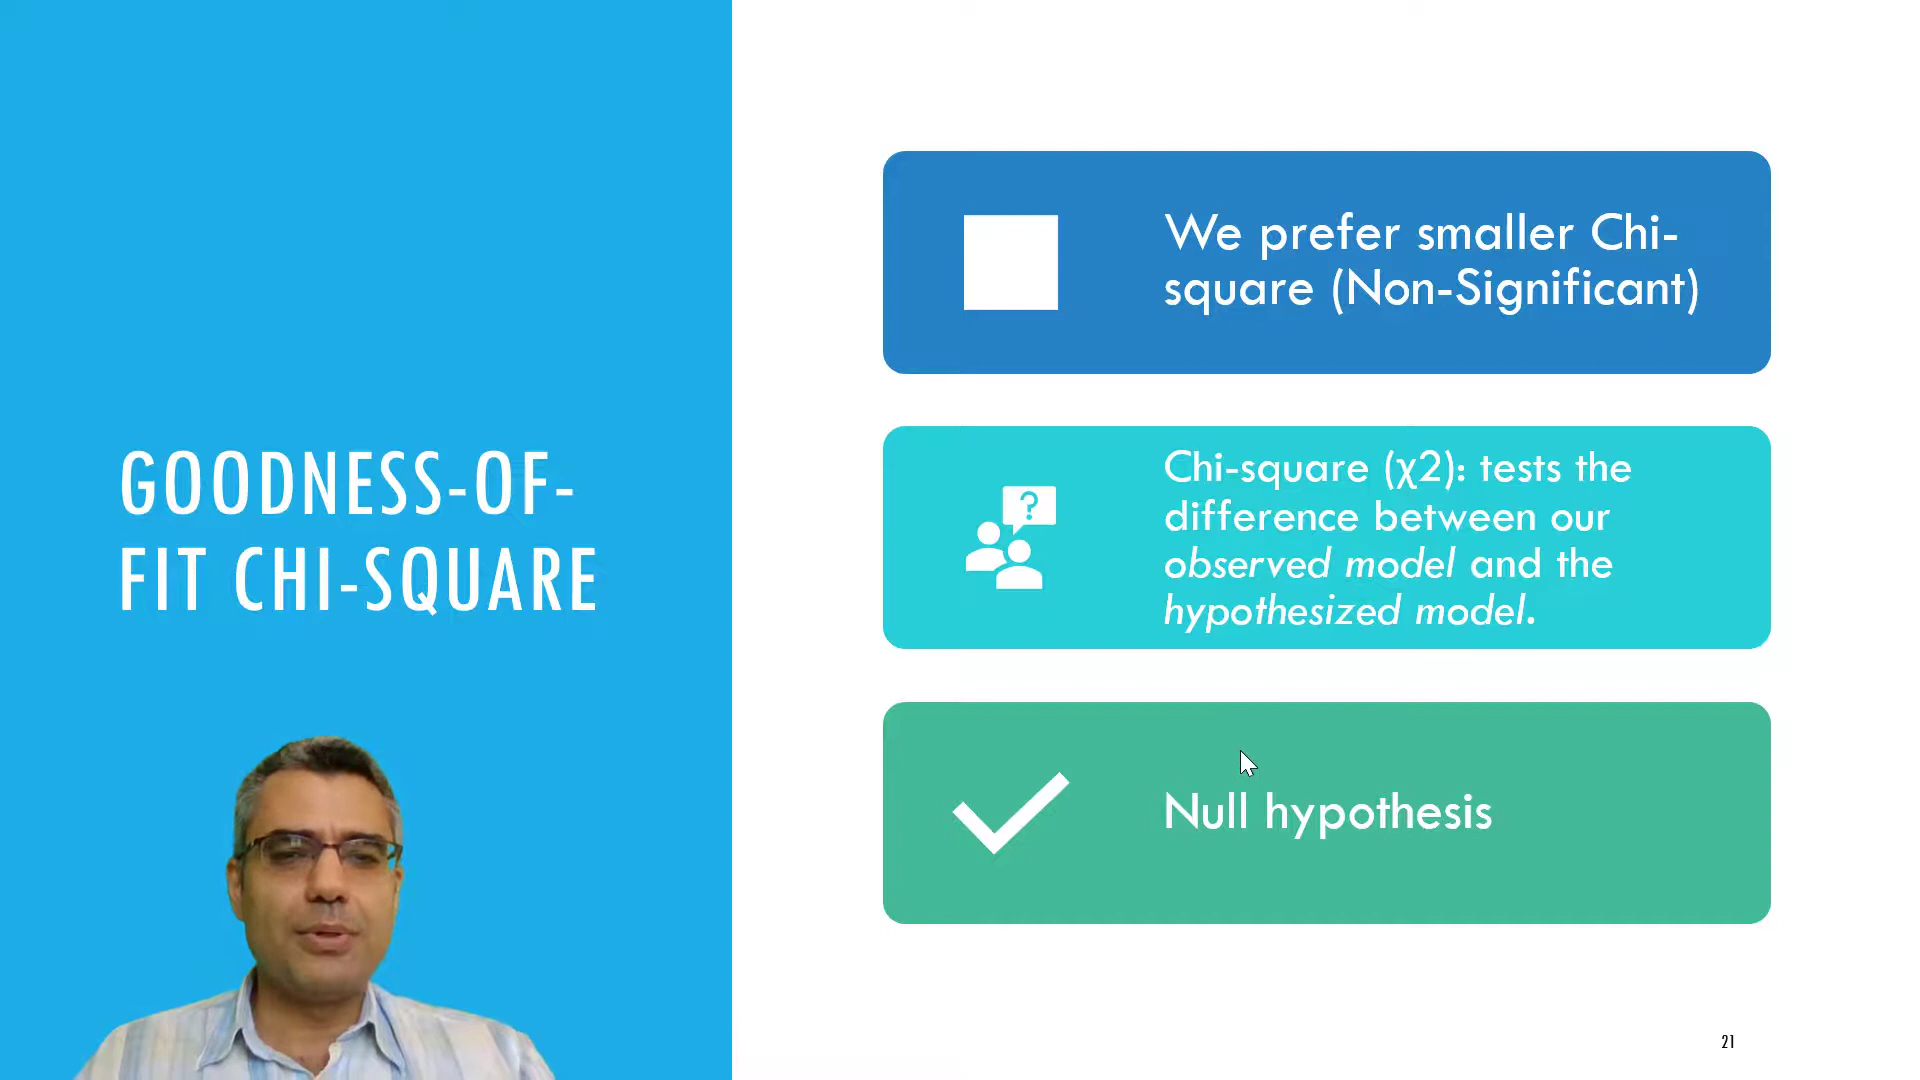 GOODNESS-OF-
FIT CHI-SQUARE
We prefer smaller Chi-
square (Non-Significant)
?
Chi-square (χ2): tests the
difference between our
observed model and the
hypothesized model.
Null hypothesis
21